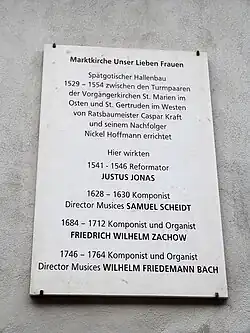 Marktkirche Unser Lieben Frauen
Spätgotischer Hallenbau
1529 – 1554 zwischen den Turmpaaren
der Vorgängerkirchen St. Marien im
Osten und St. Gertruden im Westen
von Ratsbaumeister Caspar Kraft
und seinem Nachfolger
Nickel Hoffmann errichtet
Hier wirkten
1541 - 1546 Reformator
JUSTUS JONAS
1628 – 1630 Komponist
Director Musices SAMUEL SCHEIDT
1684 – 1712 Komponist und Organist
FRIEDRICH WILHELM ZACHOW
1746 – 1764 Komponist und Organist
Director Musices WILHELM FRIEDEMANN BACH